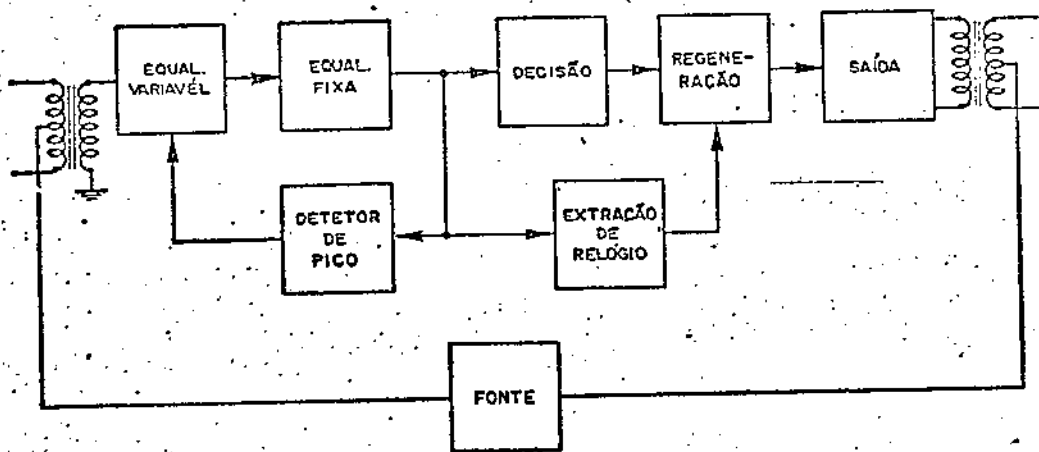 EQUAL.
VARIAVÉL
EQUAL.
FIXA
DECISÃO
REGENE-
RAÇÃO
SAÍDA
DETETOR
DE
PICO
EXTRAÇÃO
DE
RELÓGIO
FONTE